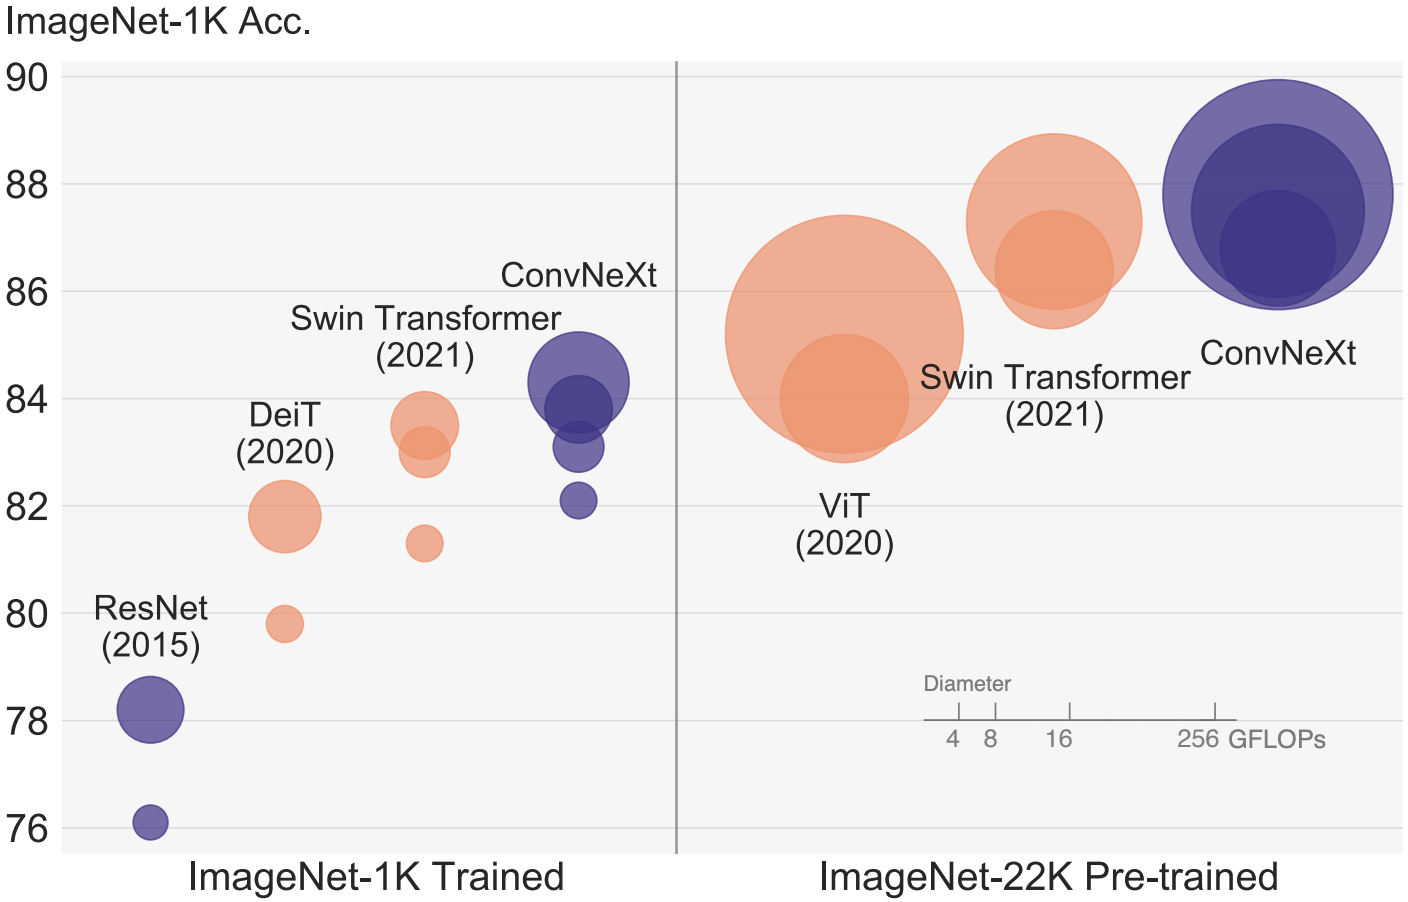 ImageNet-1K Acc.
90
88
86
84
82
80
78
76
ResNet
(2015)
DeiT
(2020)
Swin Transformer
(2021)
ConvNeXt
ViT
(2020)
Swin Transformer
(2021)
ConvNeXt
Diameter
4 8 16 256 GFLOPs
ImageNet-1K Trained
ImageNet-22K Pre-trained